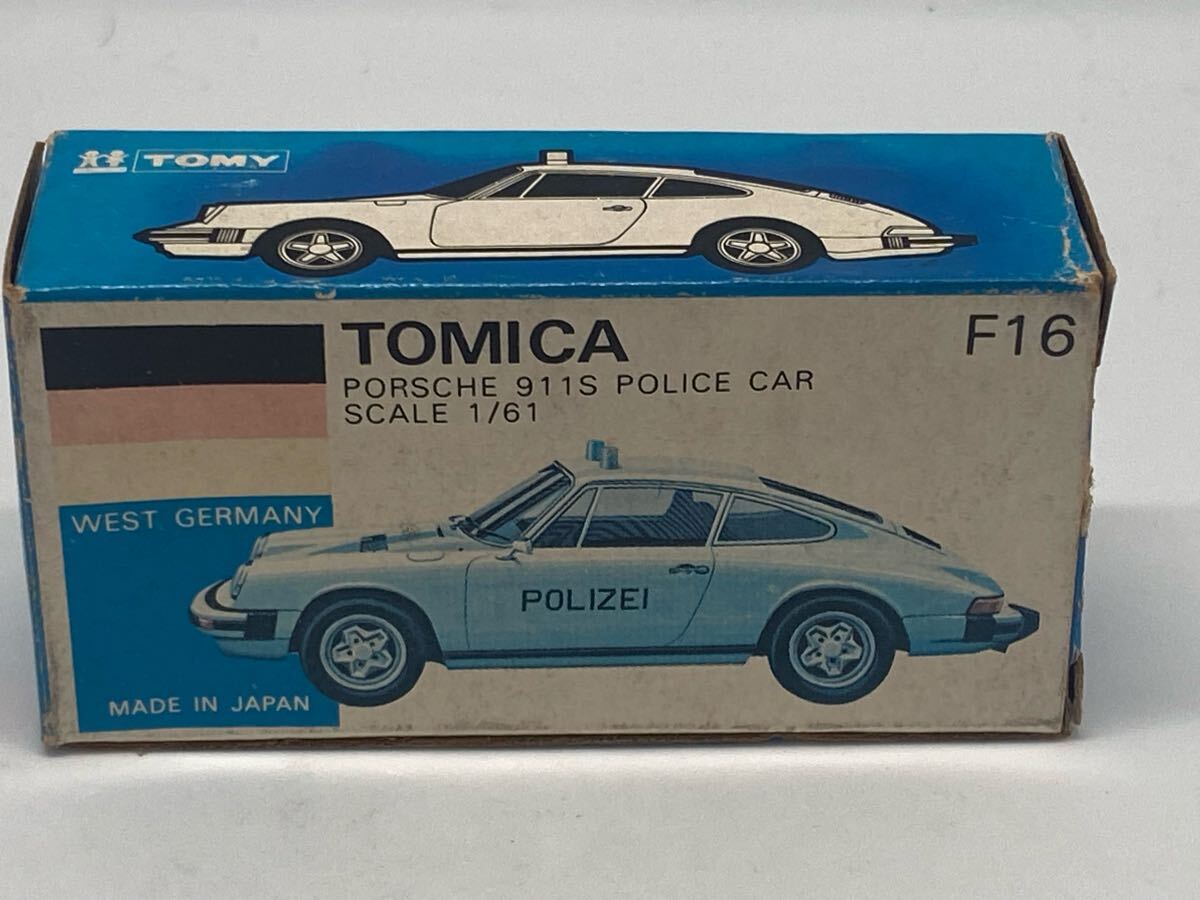 TOMY
TOMICA
F16
PORSCHE 911S POLICE CAR
SCALE 1/61
WEST GERMANY
POLIZEI
MADE IN JAPAN